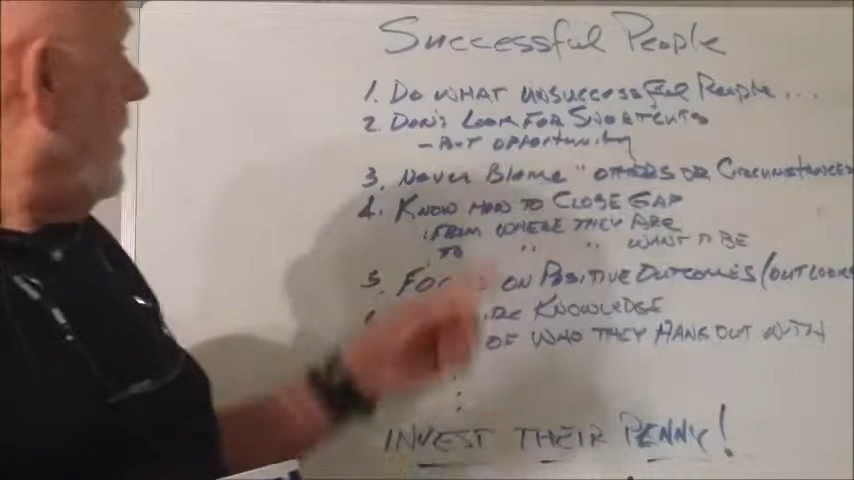 Successful People
1. Do what unsuccessful People...
2. Don't Look For Shortcuts
- But opportunity
3. Never Blame "others or Circumstances
4. Know how to Close Gap
: From where they are
: to " " want to be
5. Focus on Positive Outcomes/outlooks
Knowledge
of who they hang out with
Invest their Penny!